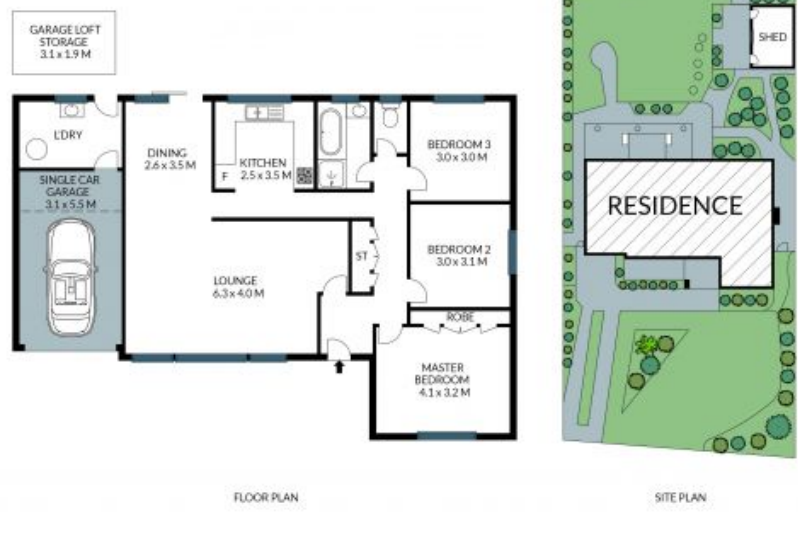 GARAGE LOFT
STORAGE
3.1 x 1.9 M
L'DRY
SINGLE CAR
GARAGE
3.1 x 5.5 M
DINING
2.6 x 3.5 M
KITCHEN
F
2.5 x 3.5 M
BEDROOM 3
3.0 x 3.0 M
BEDROOM 2
3.0 x 3.1 M
ST
LOUNGE
6.3 x 4.0 M
ROBE
MASTER
BEDROOM
4.1 x 3.2 M
FLOOR PLAN
SHED
RESIDENCE
SITE PLAN